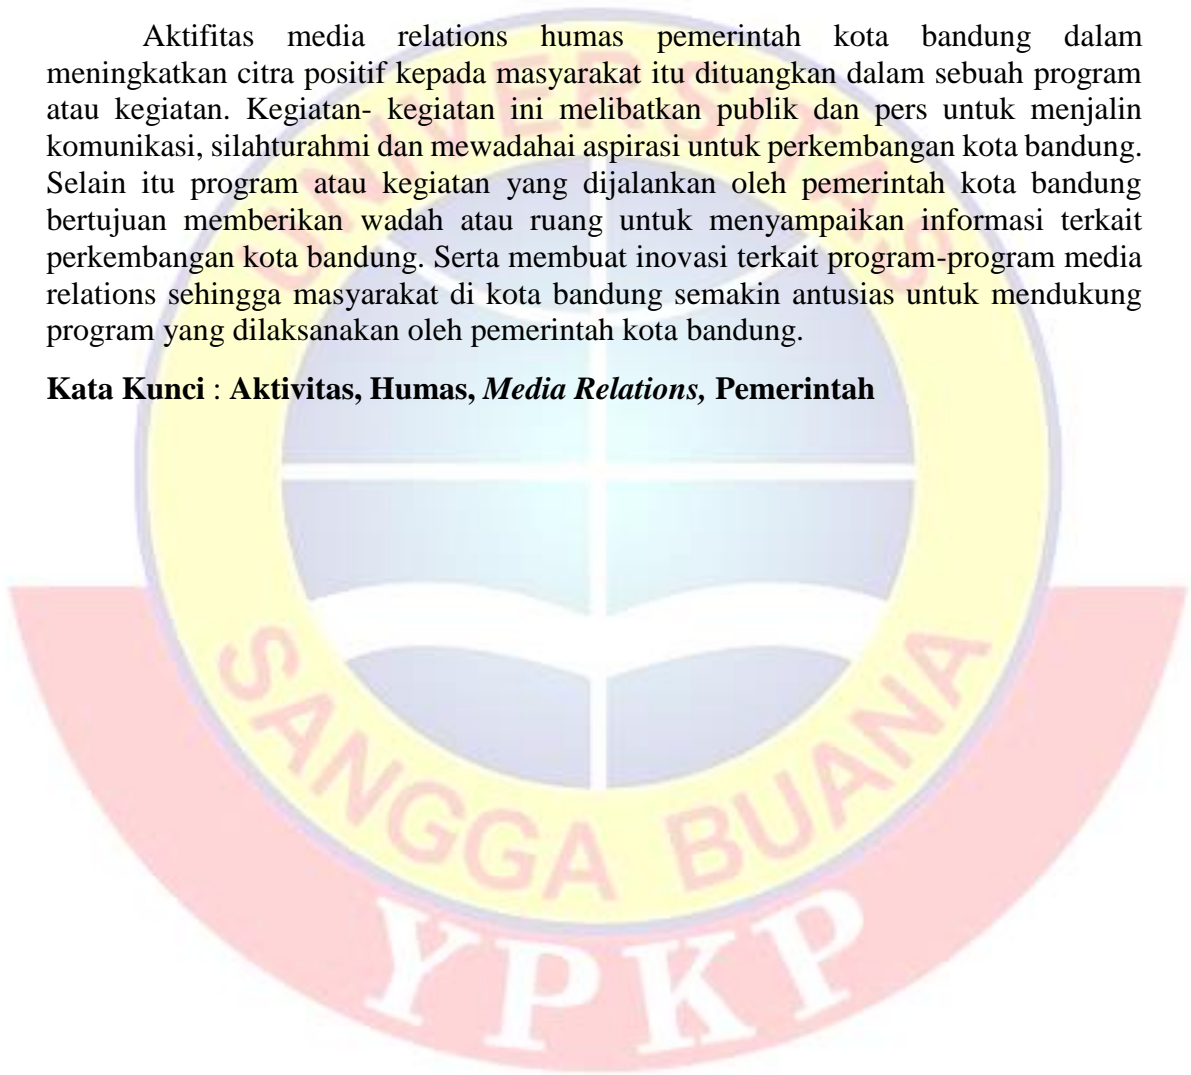 Aktifitas media relations humas pemerintah kota bandung dalam
meningkatkan citra positif kepada masyarakat itu dituangkan dalam sebuah program
atau kegiatan. Kegiatan- kegiatan ini melibatkan publik dan pers untuk menjalin
komunikasi, silahturahmi dan mewadahai aspirasi untuk perkembangan kota bandung.
Selain itu program atau kegiatan yang dijalankan oleh pemerintah kota bandung
bertujuan memberikan wadah atau ruang untuk menyampaikan informasi terkait
perkembangan kota bandung. Serta membuat inovasi terkait program-program media
relations sehingga masyarakat di kota bandung semakin antusias untuk mendukung
program yang dilaksanakan oleh pemerintah kota bandung.
Kata Kunci : Aktivitas, Humas, Media Relations, Pemerintah
UNIVERSITAS
SANGGA BUANA
YPKP